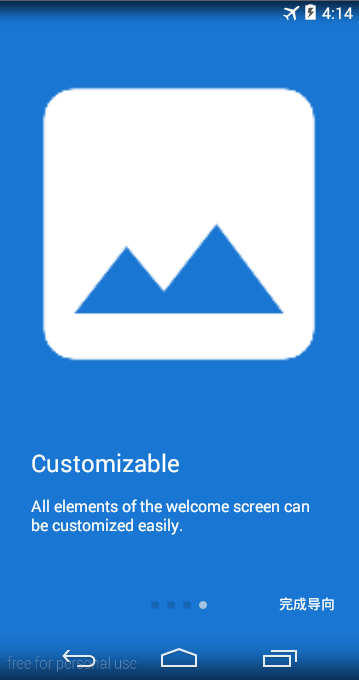 4:14
Customizable
All elements of the welcome screen can
be customized easily.
完成导向
free for personal use